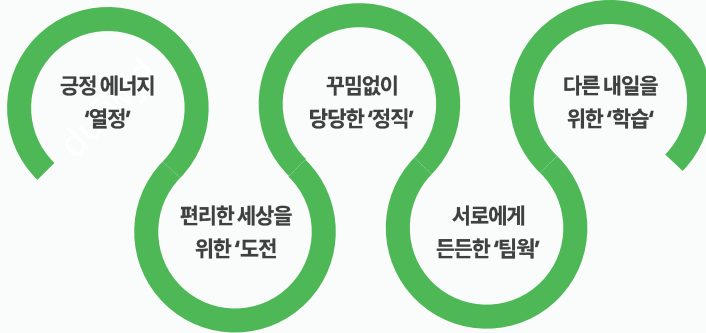 긍정 에너지
‘열정’
편리한 세상을
위한 ‘도전
꾸밈없이
당당한 ‘정직’
서로에게
든든한 ‘팀웍’
다른 내일을
위한 ‘학습‘